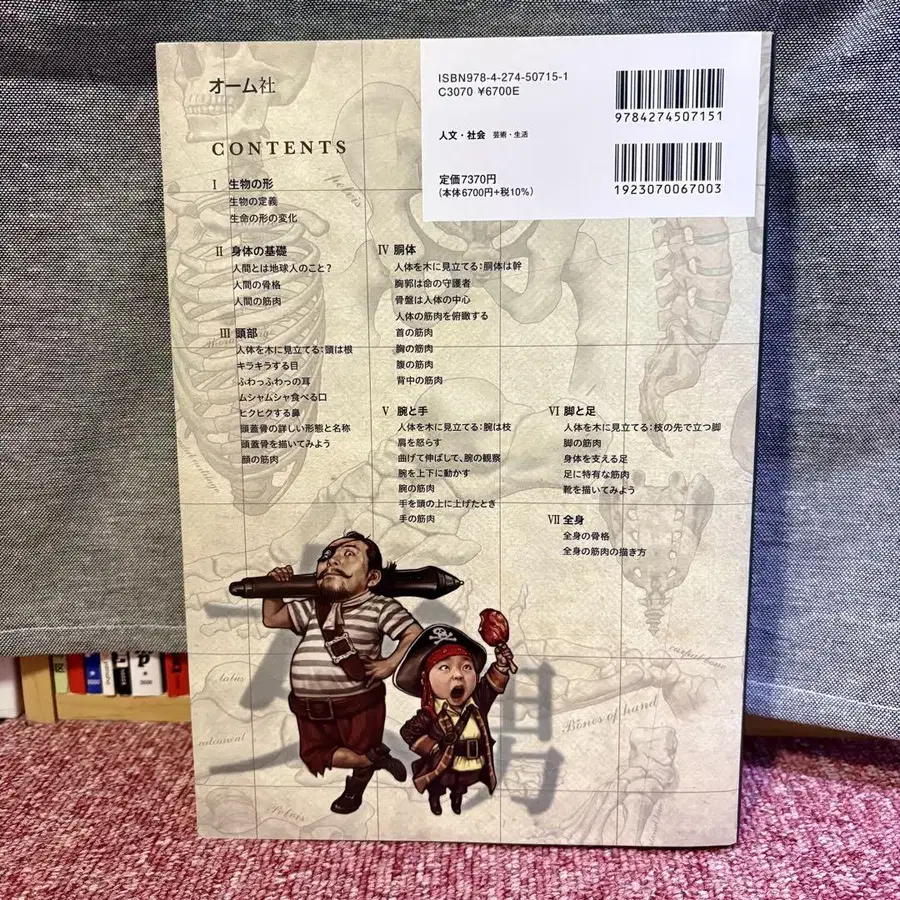 オーム社
ISBN978-4-274-50715-1
C3070 ¥6700E
9784274507151
人文・社会 芸術・生活
定価7370円
(本体6700円+税10%)
1923070067003
CONTENTS
I 生物の形
生物の定義
生命の形の変化
II 身体の基礎
人間とは地球人のこと?
人間の骨格
人間の筋肉
III 頭部
人体を木に見立てる:頭は根
キラキラする目
ふわっふわっの耳
ムシャムシャ食べる口
ヒクヒクする鼻
頭蓋骨の詳しい形態と名称
頭蓋骨を描いてみよう
顔の筋肉
IV 胴体
人体を木に見立てる:胴体は幹
胸郭は命の守護者
骨盤は人体の中心
人体の筋肉を俯瞰する
首の筋肉
胸の筋肉
腹の筋肉
背中の筋肉
V 腕と手
人体を木に見立てる:腕は枝
肩を怒らす
曲げて伸ばして、腕の観察
腕を上下に動かす
腕の筋肉
手を頭の上に上げたとき
手の筋肉
VI 脚と足
人体を木に見立てる:枝の先で立つ脚
脚の筋肉
身体を支える足
足に特有な筋肉
靴を描いてみよう
VII 全身
全身の骨格
全身の筋肉の描き方
pelvis
talus
calcaneal
Pelvis
carpal bone
Bones of hand